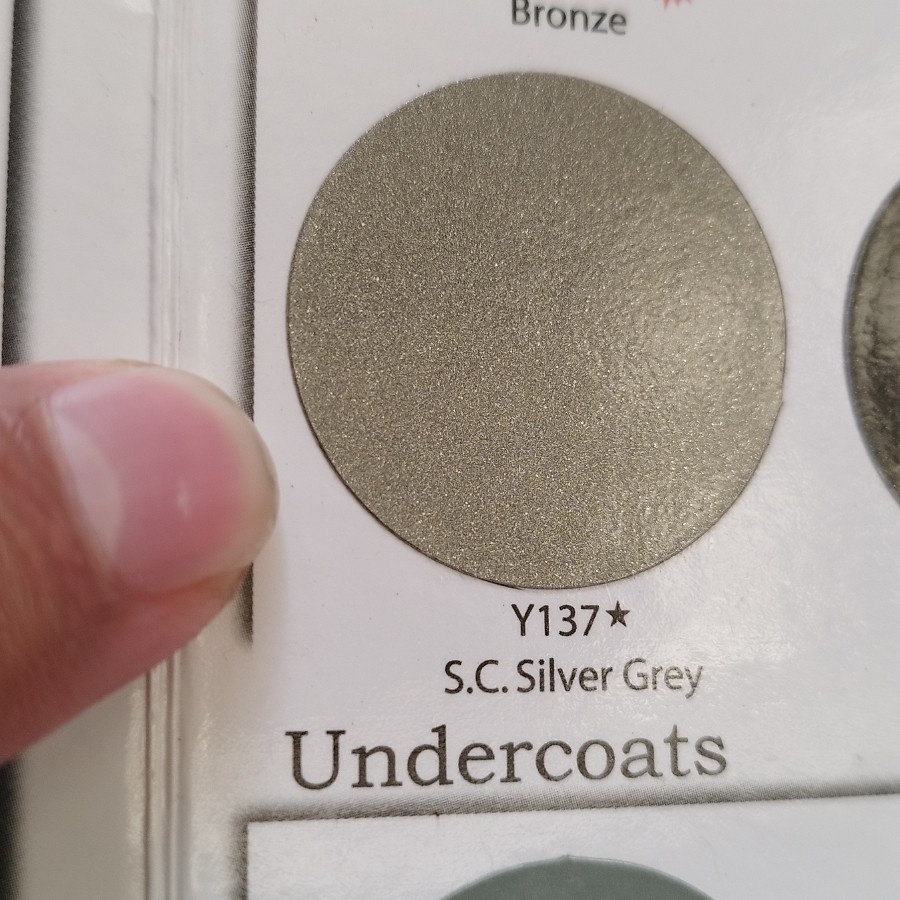 Bronze
Y137★
S.C. Silver Grey
Undercoats